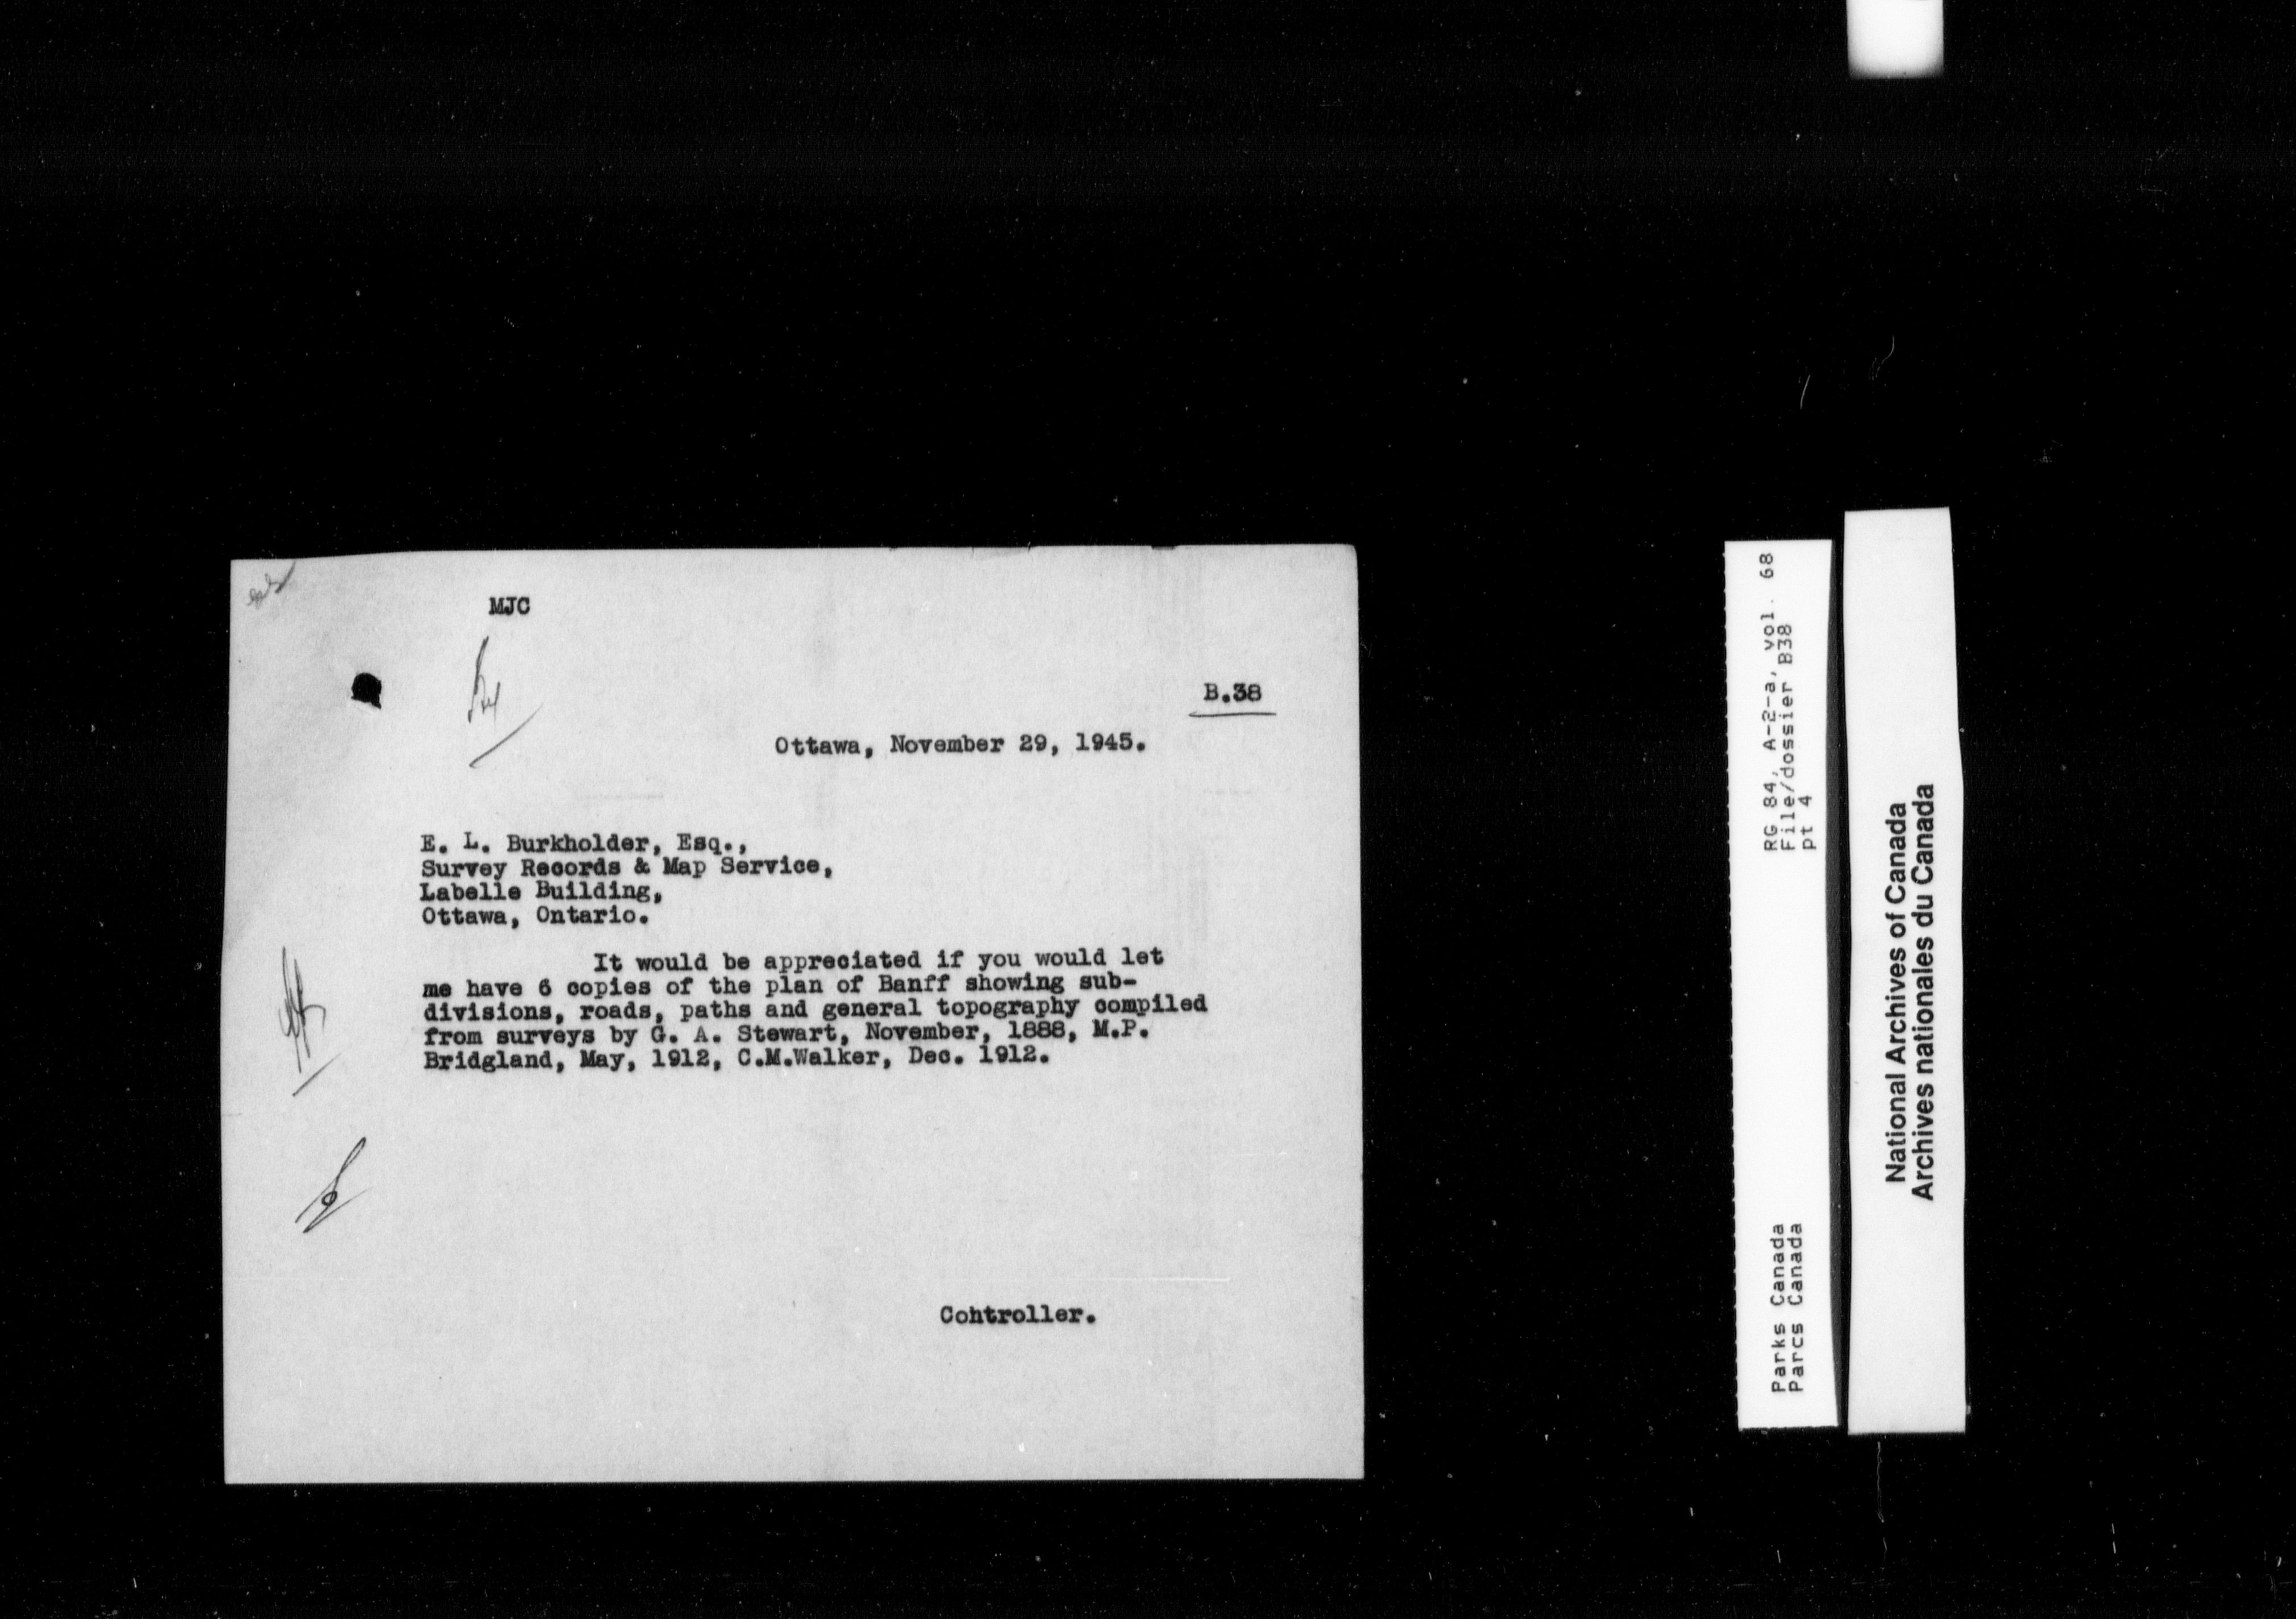 MJC
B.38
Ottawa, November 29, 1945.
E. L. Burkholder, Esq.,
Survey Records & Map Service,
Labelle Building,
Ottawa, Ontario.
It would be appreciated if you would let
me have 6 copies of the plan of Banff showing sub-
divisions, roads, paths and general topography compiled
from surveys by G. A. Stewart, November, 1888, M.P.
Bridgland, May, 1912, C.M.Walker, Dec. 1912.
Controller.
RG 84, A-2-a, vol. 68
File/dossier B38
pt 4
Parks Canada
Parcs Canada
National Archives of Canada
Archives nationales du Canada